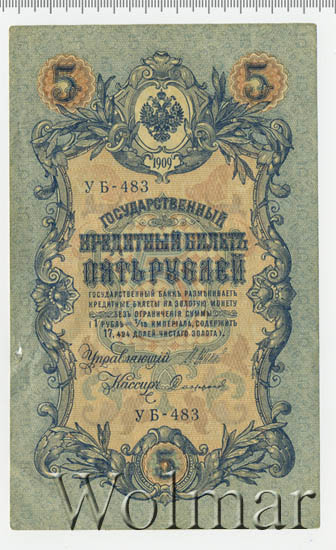 5 5
1909
УБ-483
ГОСУДАРСТВЕННЫЙ
КРЕДИТНЫЙ БИЛЕТЪ
ПЯТЬ РУБЛЕЙ
ГОСУДАРСТВЕННЫЙ БАНКЪ РАЗМѢНИВАЕТЪ
КРЕДИТНЫЕ БИЛЕТЫ НА ЗОЛОТУЮ МОНЕТУ
БЕЗЪ ОГРАНИЧЕНІЯ СУММЫ
(1 РУБЛЬ = 1/15 ИМПЕРІАЛА, СОДЕРЖИТЪ
17,424 ДОЛЕЙ ЧИСТАГО ЗОЛОТА).
Управляющій
Кассиръ
УБ-483
5
Wolmar